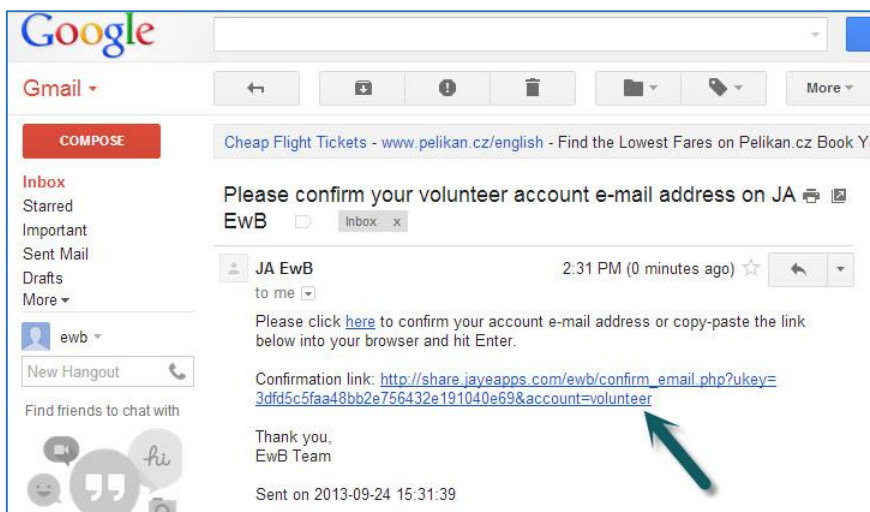 Google
Gmail
More
COMPOSE
Cheap Flight Tickets - www.pelikan.cz/english - Find the Lowest Fares on Pelikan.cz Book Y
Inbox
Starred
Important
Sent Mail
Drafts
More
ewb
New Hangout
Find friends to chat with
hi
Please confirm your volunteer account e-mail address on JA
EwB Inbox x
JA EwB 2:31 PM (0 minutes ago)
to me
Please click here to confirm your account e-mail address or copy-paste the link
below into your browser and hit Enter.
Confirmation link: http://share.jayeapps.com/ewb/confirm_email.php?ukey=
3dfd5c5faa48bb2e756432e191040e69&account=volunteer
Thank you,
EwB Team
Sent on 2013-09-24 15:31:39